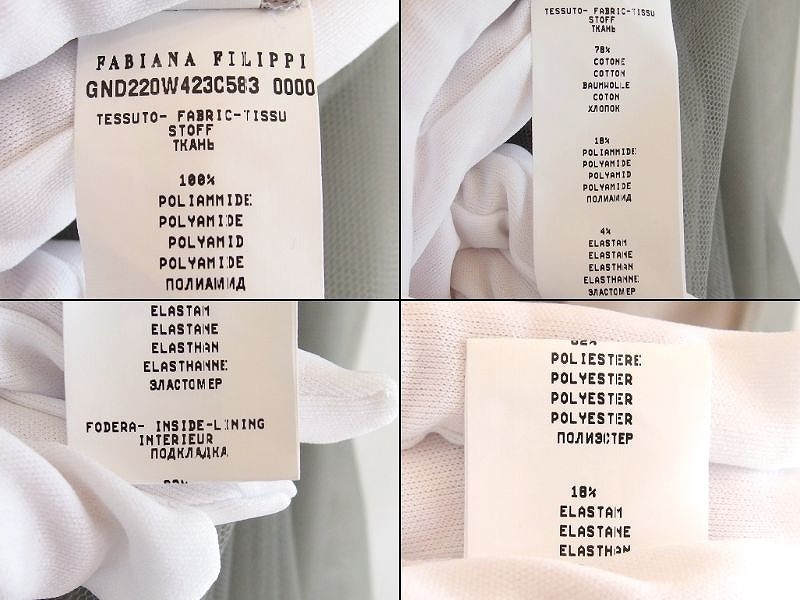 FABIANA FILIPPI
GND220W423C583 0000
TESSUTO- FABRIC-TISSU
STOFF
ТКАНЬ
100%
POLIAMMIDE
POLYAMIDE
POLYAMID
POLYAMIDE
ПОЛИАМИД
TESSUTO- FABRIC-TISSU
STOFF
ТКАНЬ
78%
COTONE
COTTON
BAUMWOLLE
COTON
ХЛОПОК
18%
POLIAMMIDE
POLYAMIDE
POLYAMID
POLYAMIDE
ПОЛИАМИД
4%
ELASTAM
ELASTANE
ELASTHAN
ELASTHANNE
ЭЛАСТОМЕР
ELASTAM
ELASTANE
ELASTHAN
ELASTHANNE
ЭЛАСТОМЕР
FODERA- INSIDE-LINING
INTERIEUR
ПОДКЛАДКА
82%
POLIESTERE
POLYESTER
POLYESTER
POLYESTER
ПОЛИЭСТЕР
18%
ELASTAM
ELASTANE
ELASTHAN